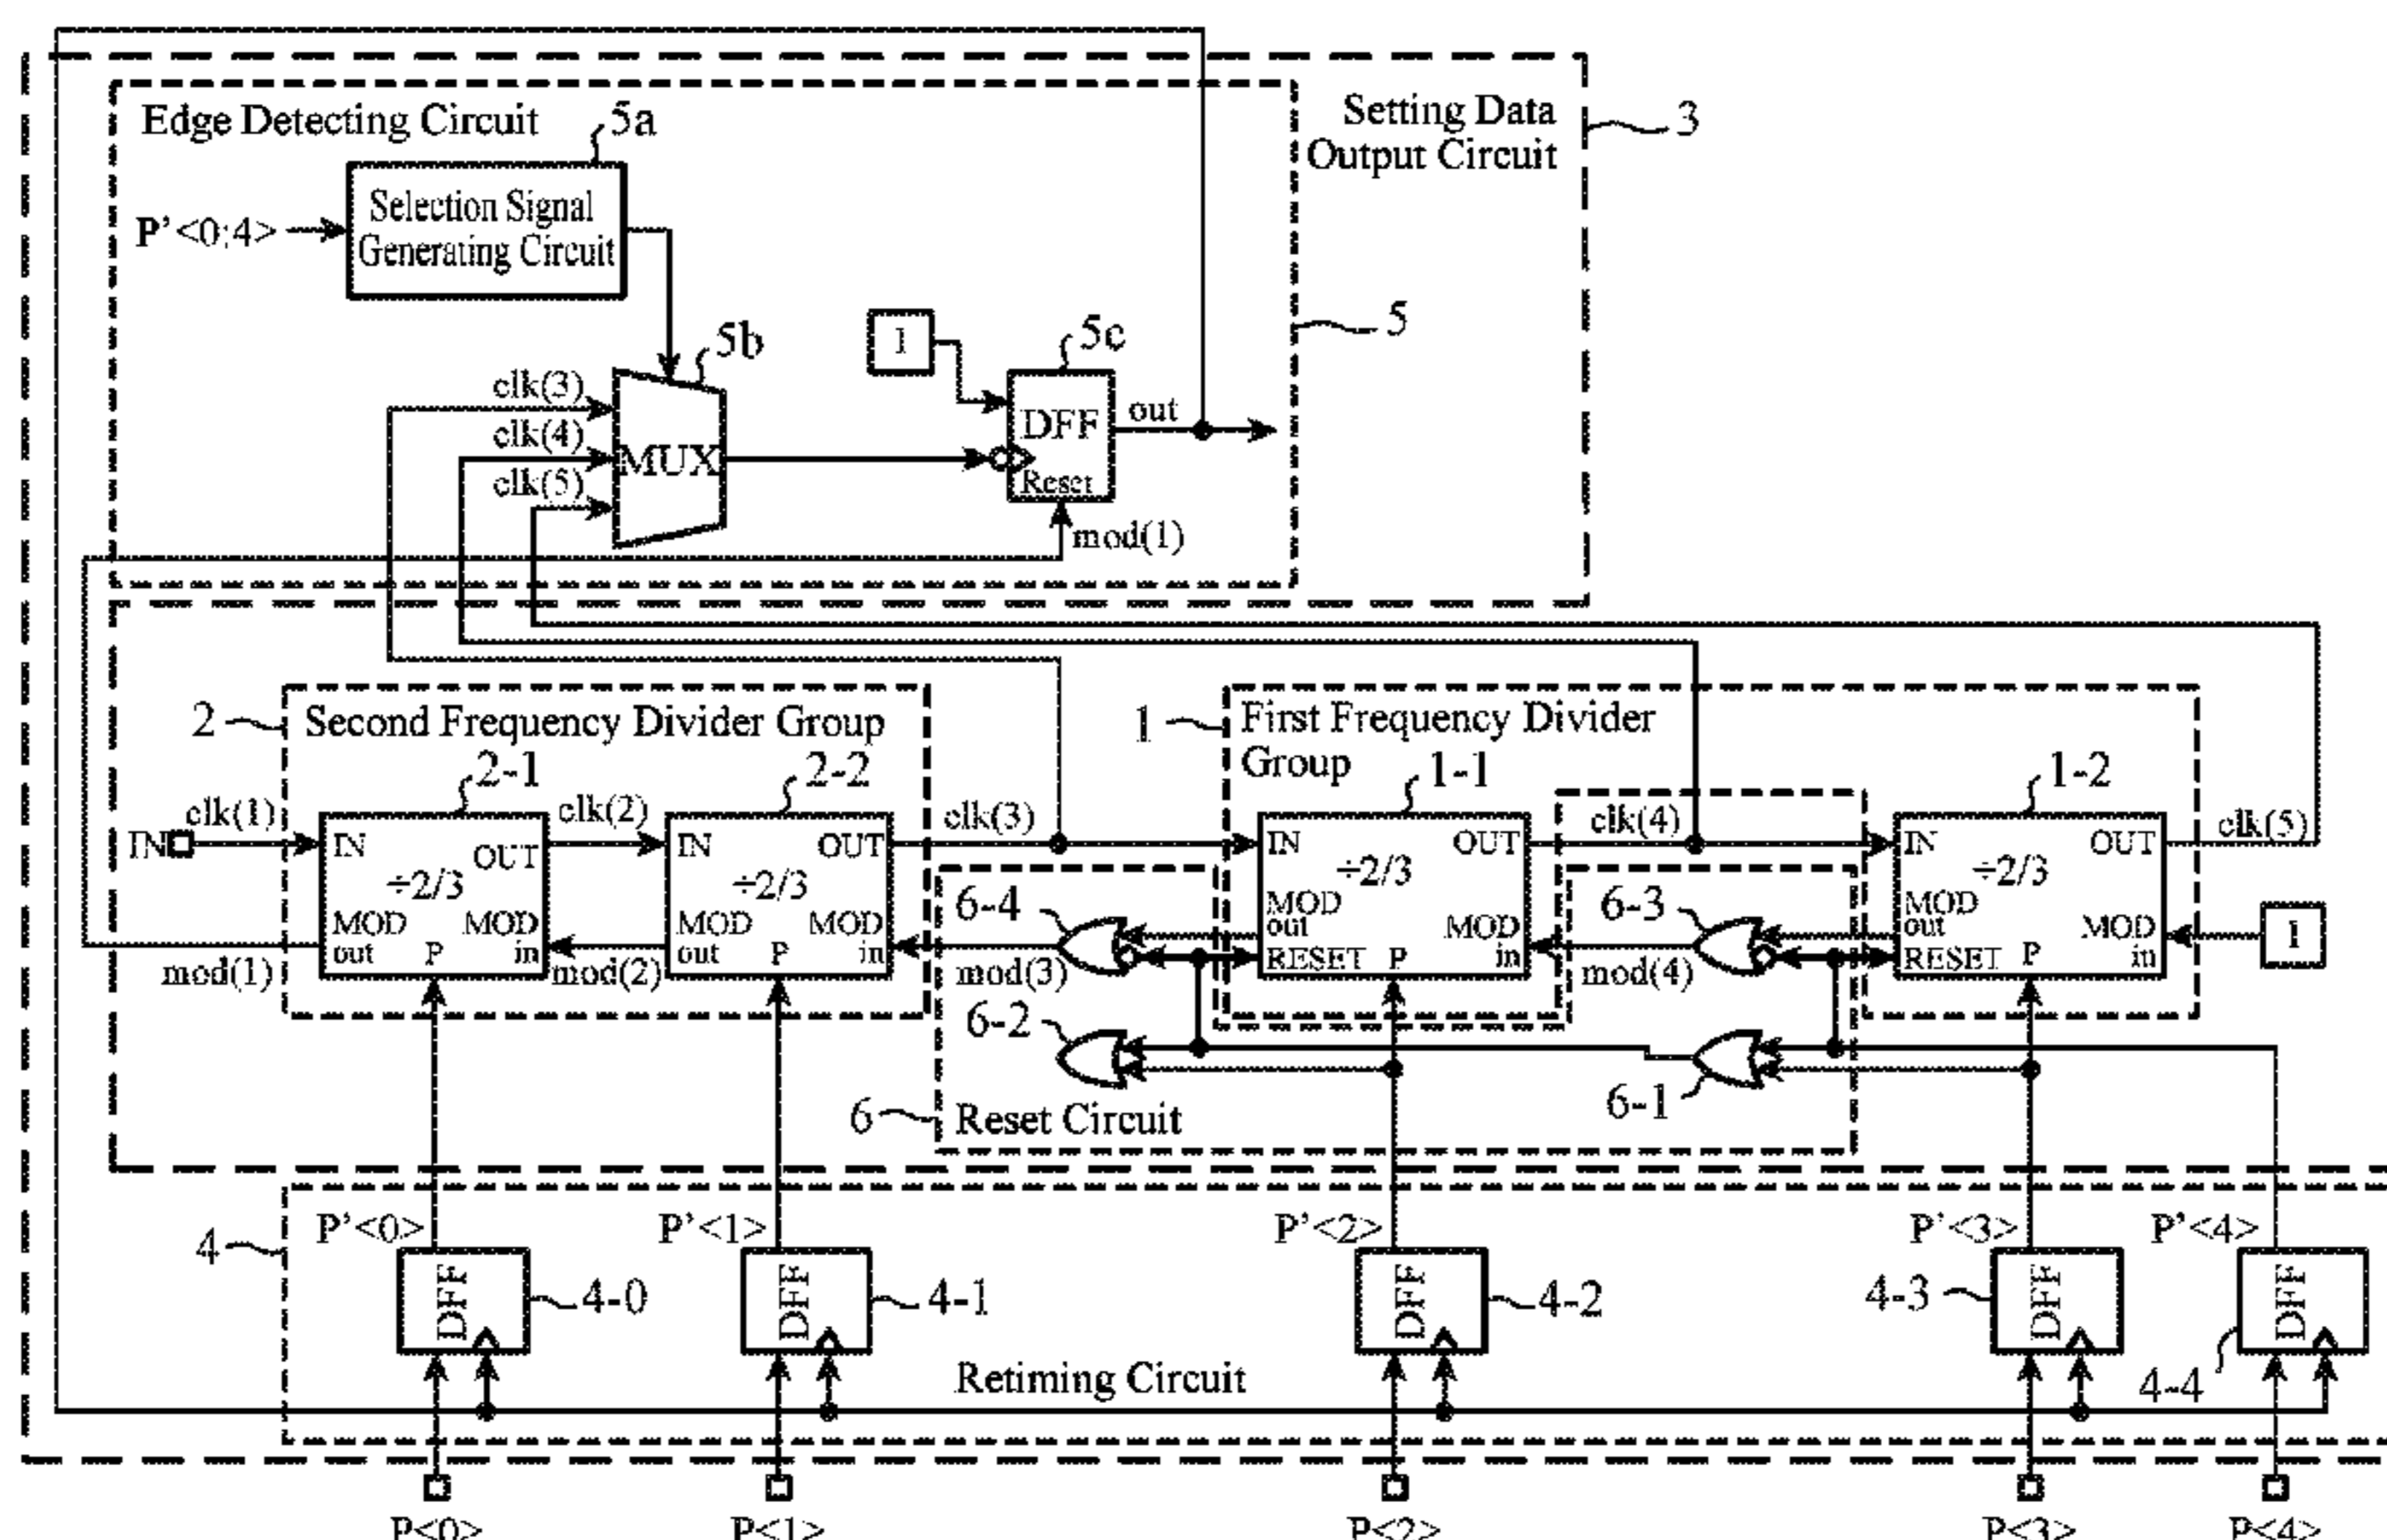 Edge Detecting Circuit
5a
Setting Data
Output Circuit
3
P'<0:4>
Selection Signal
Generating Circuit
5
1
5c
5b
clk(3)
clk(4)
clk(5)
MUX
DFF
Reset
out
mod(1)
2
Second Frequency Divider Group
2-1
2-2
1
First Frequency Divider
Group
1-1
1-2
IN
clk(1)
IN
OUT
÷2/3
MOD
out
P
MOD
in
clk(2)
IN
OUT
÷2/3
MOD
out
P
MOD
in
clk(3)
IN
OUT
÷2/3
MOD
out
RESET
P
MOD
in
clk(4)
IN
OUT
÷2/3
MOD
out
RESET
P
MOD
in
clk(5)
1
mod(1)
mod(2)
6-4
mod(3)
6-3
mod(4)
6-2
6-1
6
Reset Circuit
4
P'<0>
P'<1>
P'<2>
P'<3>
P'<4>
DFF
4-0
DFF
4-1
DFF
4-2
4-3
DFF
DFF
4-4
Retiming Circuit
P<0>
P<1>
P<2>
P<3>
P<4>